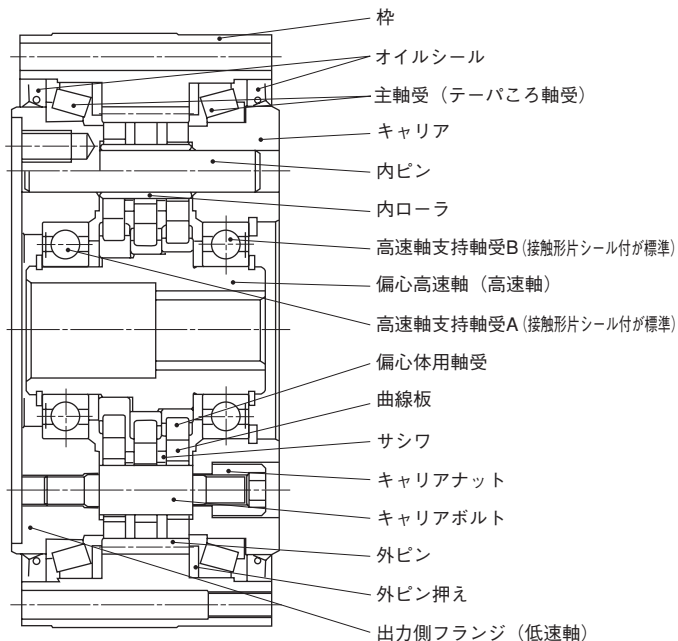 枠
オイルシール
主軸受（テーパころ軸受）
キャリア
内ピン
内ローラ
高速軸支持軸受B（接触形片シール付が標準）
偏心高速軸（高速軸）
高速軸支持軸受A（接触形片シール付が標準）
偏心体用軸受
曲線板
サシワ
キャリアナット
キャリアボルト
外ピン
外ピン押え
出力側フランジ（低速軸）